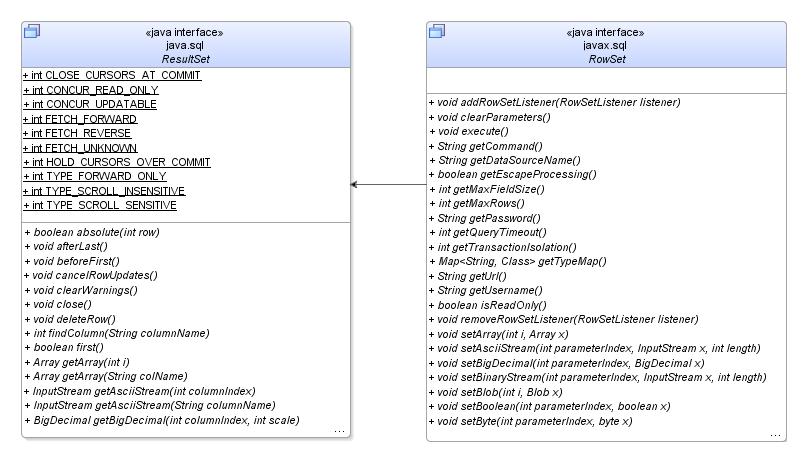 «java interface»
java.sql
ResultSet
+ int CLOSE_CURSORS_AT_COMMIT
+ int CONCUR_READ_ONLY
+ int CONCUR_UPDATABLE
+ int FETCH_FORWARD
+ int FETCH_REVERSE
+ int FETCH_UNKNOWN
+ int HOLD_CURSORS_OVER_COMMIT
+ int TYPE_FORWARD_ONLY
+ int TYPE_SCROLL_INSENSITIVE
+ int TYPE_SCROLL_SENSITIVE
+ boolean absolute(int row)
+ void afterLast()
+ void beforeFirst()
+ void cancelRowUpdates()
+ void clearWarnings()
+ void close()
+ void deleteRow()
+ int findColumn(String columnName)
+ boolean first()
+ Array getArray(int i)
+ Array getArray(String colName)
+ InputStream getAsciiStream(int columnIndex)
+ InputStream getAsciiStream(String columnName)
+ BigDecimal getBigDecimal(int columnIndex, int scale)
...
«java interface»
javax.sql
RowSet
+ void addRowSetListener(RowSetListener listener)
+ void clearParameters()
+ void execute()
+ String getCommand()
+ String getDataSourceName()
+ boolean getEscapeProcessing()
+ int getMaxFieldSize()
+ int getMaxRows()
+ String getPassword()
+ int getQueryTimeout()
+ int getTransactionIsolation()
+ Map<String, Class> getTypeMap()
+ String getUrl()
+ String getUsername()
+ boolean isReadOnly()
+ void removeRowSetListener(RowSetListener listener)
+ void setArray(int i, Array x)
+ void setAsciiStream(int parameterIndex, InputStream x, int length)
+ void setBigDecimal(int parameterIndex, BigDecimal x)
+ void setBinaryStream(int parameterIndex, InputStream x, int length)
+ void setBlob(int i, Blob x)
+ void setBoolean(int parameterIndex, boolean x)
+ void setByte(int parameterIndex, byte x)
...